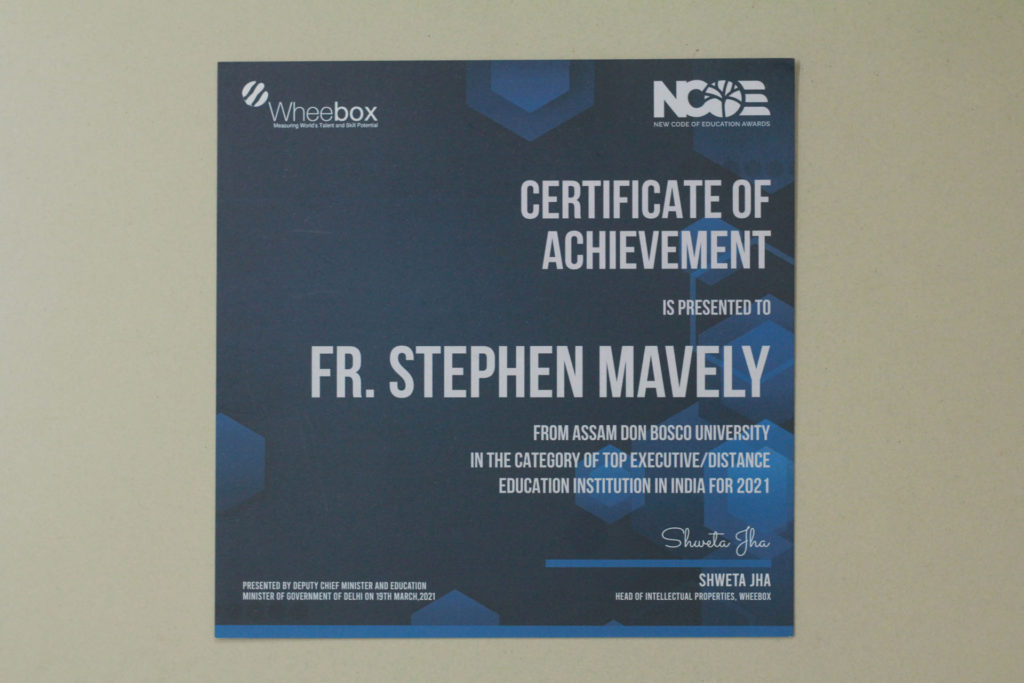 Wheebox
Measuring World's Talent and Skill Potential
NCOE
NEW CODE OF EDUCATION AWARDS
CERTIFICATE OF
ACHIEVEMENT
IS PRESENTED TO
FR. STEPHEN MAVELY
FROM ASSAM DON BOSCO UNIVERSITY
IN THE CATEGORY OF TOP EXECUTIVE/DISTANCE
EDUCATION INSTITUTION IN INDIA FOR 2021
Shweta Jha
SHWETA JHA
HEAD OF INTELLECTUAL PROPERTIES, WHEEBOX
PRESENTED BY DEPUTY CHIEF MINISTER AND EDUCATION
MINISTER OF GOVERNMENT OF DELHI ON 19TH MARCH,2021